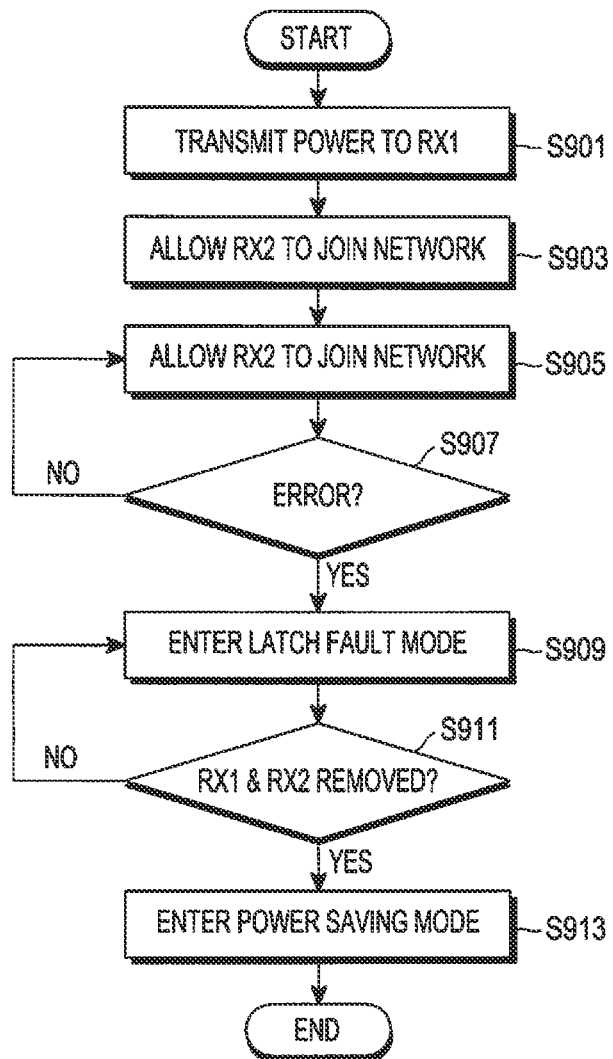 START
TRANSMIT POWER TO RX1
S901
ALLOW RX2 TO JOIN NETWORK
S903
ALLOW RX2 TO JOIN NETWORK
S905
S907
NO
ERROR?
YES
ENTER LATCH FAULT MODE
S909
S911
NO
RX1 & RX2 REMOVED?
YES
ENTER POWER SAVING MODE
S913
END